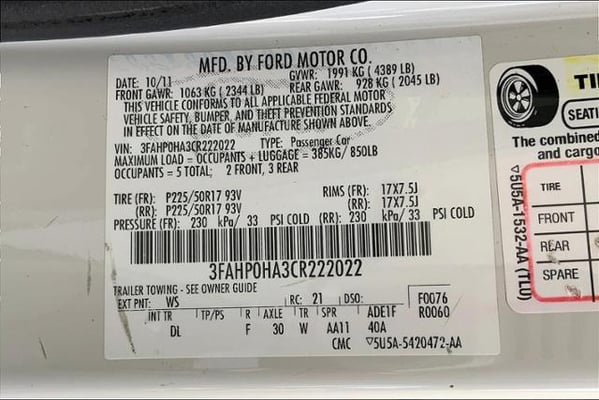 MFD. BY FORD MOTOR CO.
DATE: 10/11 GVWR: 1991 KG ( 4389 LB)
FRONT GAWR: 1063 KG ( 2344 LB) REAR GAWR: 928 KG ( 2045 LB)
THIS VEHICLE CONFORMS TO ALL APPLICABLE FEDERAL MOTOR
VEHICLE SAFETY, BUMPER, AND THEFT PREVENTION STANDARDS
IN EFFECT ON THE DATE OF MANUFACTURE SHOWN ABOVE.
VIN: 3FAHP0HA3CR222022 TYPE: Passenger Car
MAXIMUM LOAD = OCCUPANTS + LUGGAGE = 385KG/ 850LB
OCCUPANTS = 5 TOTAL; 2 FRONT, 3 REAR
TIRE (FR): P225/50R17 93V RIMS (FR): 17X7.5J
(RR): P225/50R17 93V (RR): 17X7.5J
PRESSURE (FR): 230 kPa/ 33 PSI COLD (RR): 230 kPa/ 33 PSI COLD
3FAHP0HA3CR222022
TRAILER TOWING - SEE OWNER GUIDE
EXT PNT: WS RC: 21 DSO: F0076
R0060
INT TR TP/PS R AXLE TR SPR ADE1F
DL F 30 W AA11 40A
CMC ▽5U5A-5420472-AA
▽5U5A-1532-AA (TL0)
TI
SEATI
The combined
and cargo
TIRE
FRONT
REAR
SPARE